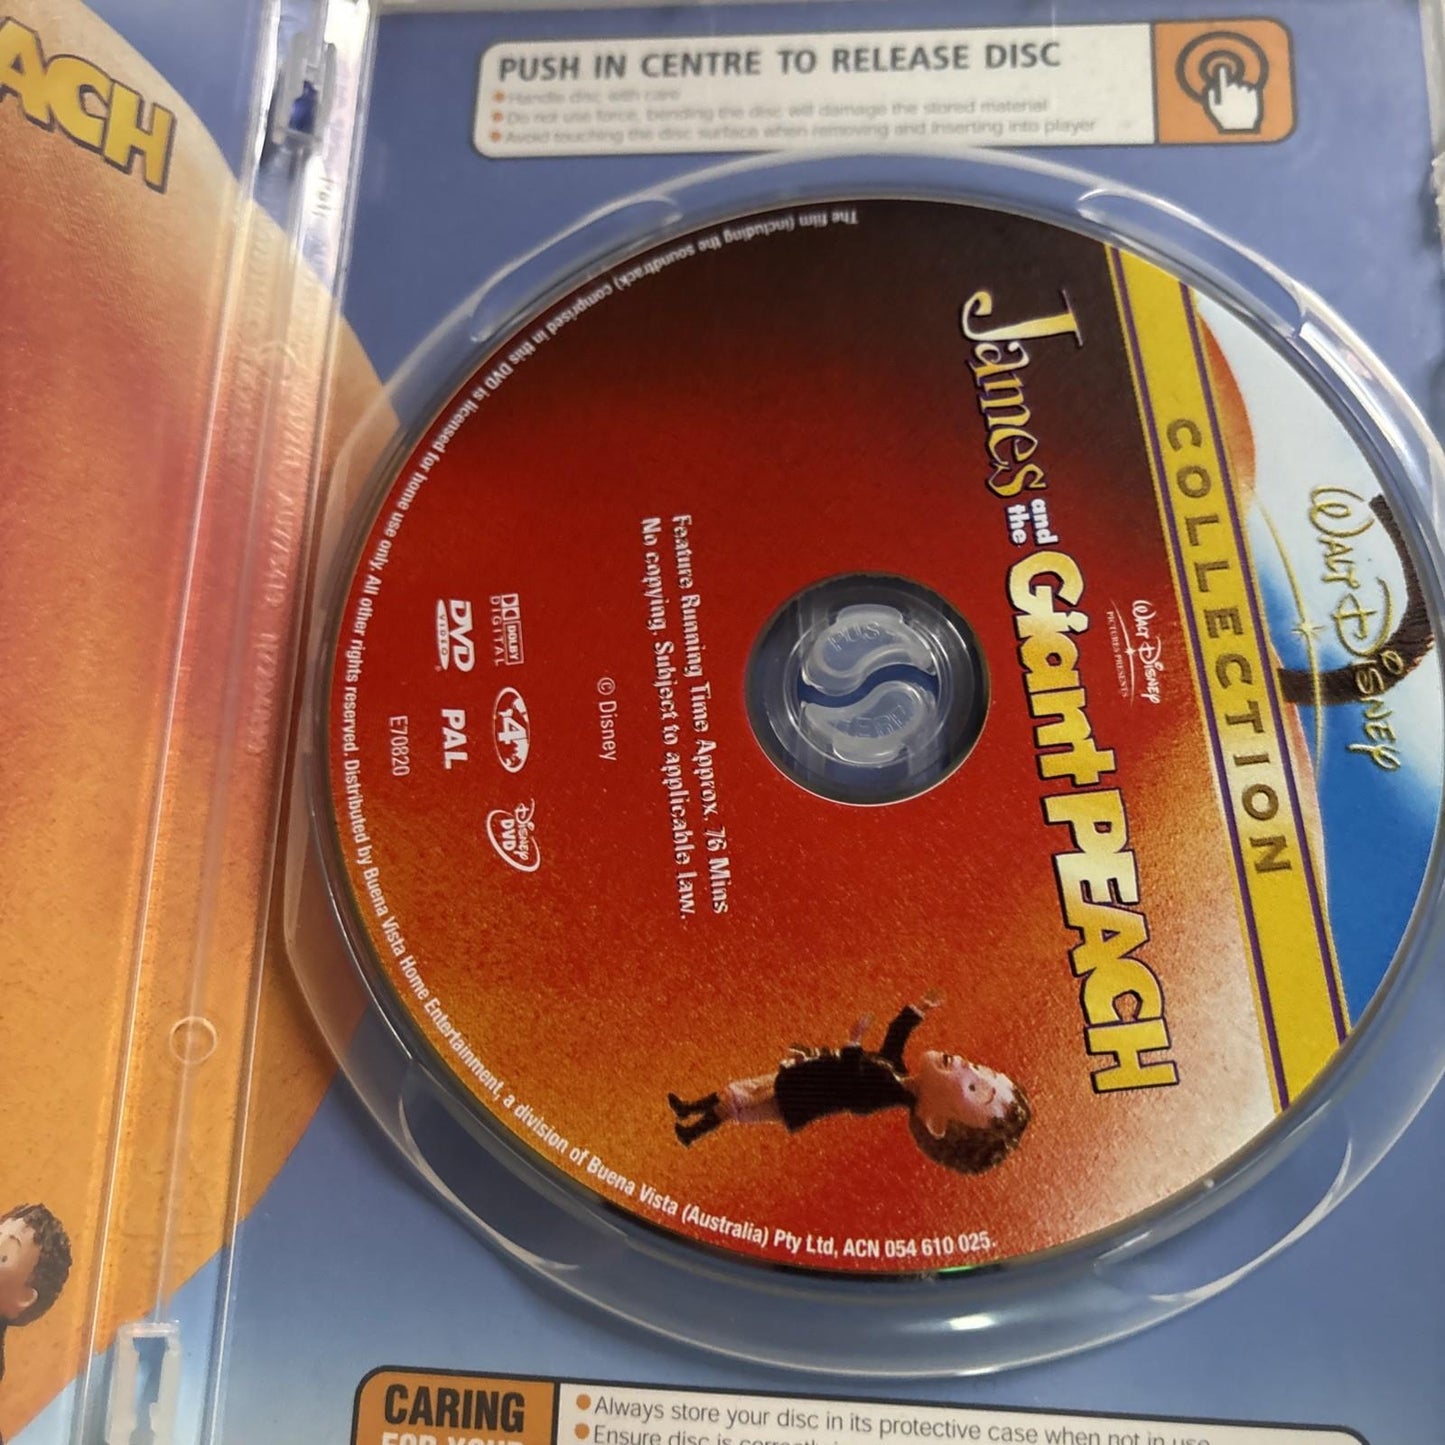 ACH
PUSH IN CENTRE TO RELEASE DISC
Handle disc with care
Do not use force, bending the disc will damage the stored material
Avoid touching the disc surface when removing and inserting into player
WALT DISNEY
COLLECTION
WALT DISNEY
PICTURES PRESENTS
James and the Giant PEACH
Feature Running Time Approx. 76 Mins
No copying. Subject to applicable law.
© Disney
DOLBY
DIGITAL
4
DISNEY
DVD
DVD
VIDEO
PAL
E70820
The film (including the soundtrack) comprised in this DVD is licensed for home use only. All other rights reserved. Distributed by Buena Vista Home Entertainment, a division of Buena Vista (Australia) Pty Ltd, ACN 054 610 025.
CARING
FOR YOUR
Always store your disc in its protective case when not in use
Ensure disc is